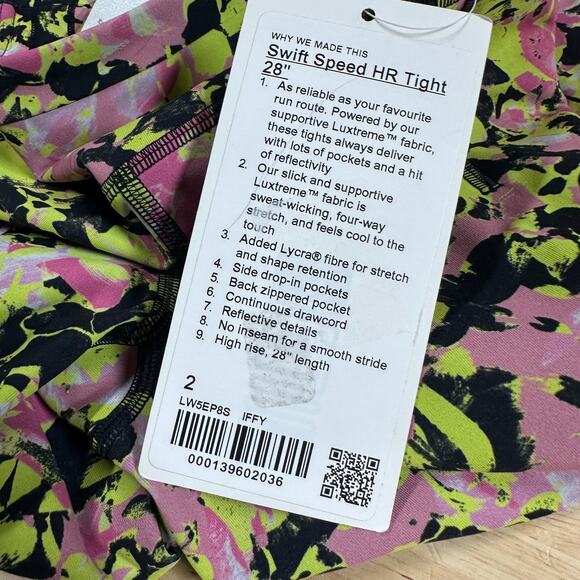 WHY WE MADE THIS
Swift Speed HR Tight
28"
1. As reliable as your favourite
run route. Powered by our
supportive Luxtreme™ fabric,
these tights always deliver
with lots of pockets and a hit
of reflectivity
2. Our slick and supportive
Luxtreme™ fabric is
sweat-wicking, four-way
stretch, and feels cool to the
touch
3. Added Lycra® fibre for stretch
and shape retention
4. Side drop-in pockets
5. Back zippered pocket
6. Continuous drawcord
7. Reflective details
8. No inseam for a smooth stride
9. High rise, 28" length
2
LW5EP8S IFFY
000139602036